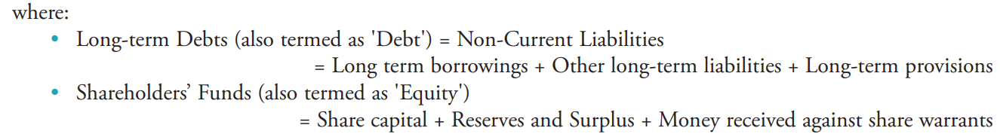 where:
• Long-term Debts (also termed as 'Debt') = Non-Current Liabilities
= Long term borrowings + Other long-term liabilities + Long-term provisions
• Shareholders’ Funds (also termed as 'Equity')
= Share capital + Reserves and Surplus + Money received against share warrants